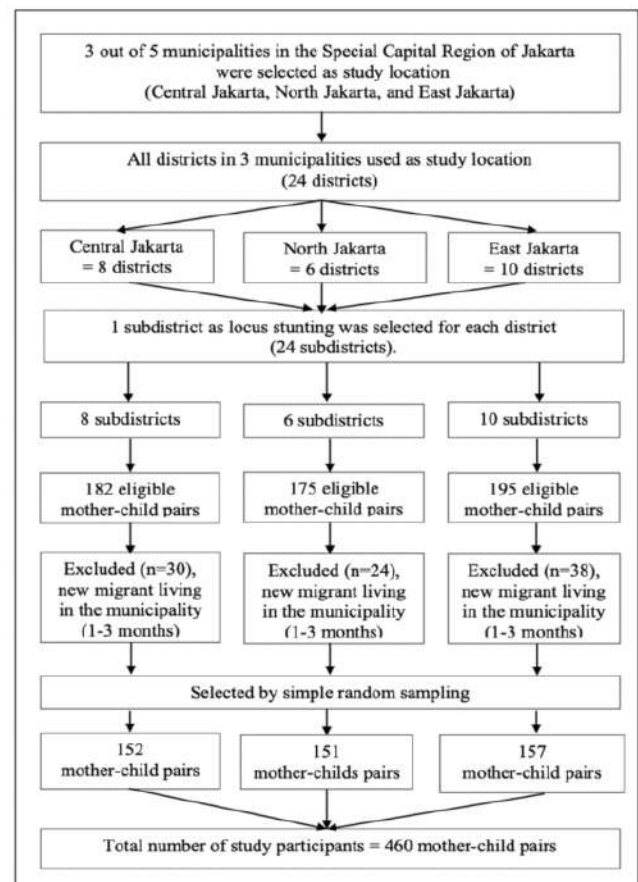 3 out of 5 municipalities in the Special Capital Region of Jakarta
were selected as study location
(Central Jakarta, North Jakarta, and East Jakarta)
All districts in 3 municipalities used as study location
(24 districts)
Central Jakarta
= 8 districts
North Jakarta
= 6 districts
East Jakarta
= 10 districts
1 subdistrict as locus stunting was selected for each district
(24 subdistricts).
8 subdistricts
6 subdistricts
10 subdistricts
182 eligible
mother-child pairs
175 eligible
mother-child pairs
195 eligible
mother-child pairs
Excluded (n=30),
new migrant living
in the municipality
(1-3 months)
Excluded (n=24),
new migrant living
in the municipality
(1-3 months)
Excluded (n=38),
new migrant living
in the municipality
(1-3 months)
Selected by simple random sampling
152
mother-child pairs
151
mother-childs pairs
157
mother-child pairs
Total number of study participants = 460 mother-child pairs